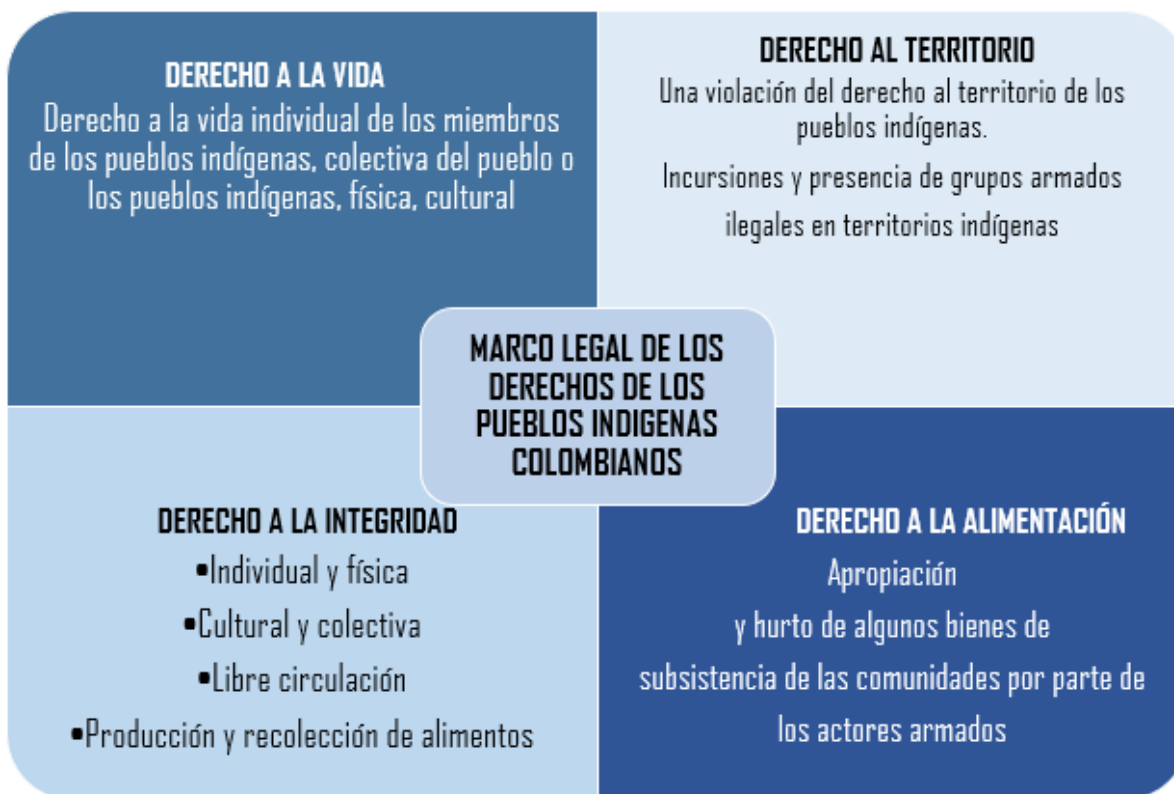 DERECHO A LA VIDA
Derecho a la vida individual de los miembros
de los pueblos indígenas, colectiva del pueblo o
los pueblos indígenas, física, cultural
DERECHO AL TERRITORIO
Una violación del derecho al territorio de los
pueblos indígenas.
Incursiones y presencia de grupos armados
ilegales en territorios indígenas
MARCO LEGAL DE LOS
DERECHOS DE LOS
PUEBLOS INDIGENAS
COLOMBIANOS
DERECHO A LA INTEGRIDAD
•Individual y física
•Cultural y colectiva
•Libre circulación
•Producción y recolección de alimentos
DERECHO A LA ALIMENTACIÓN
Apropiación
y hurto de algunos bienes de
subsistencia de las comunidades por parte de
los actores armados